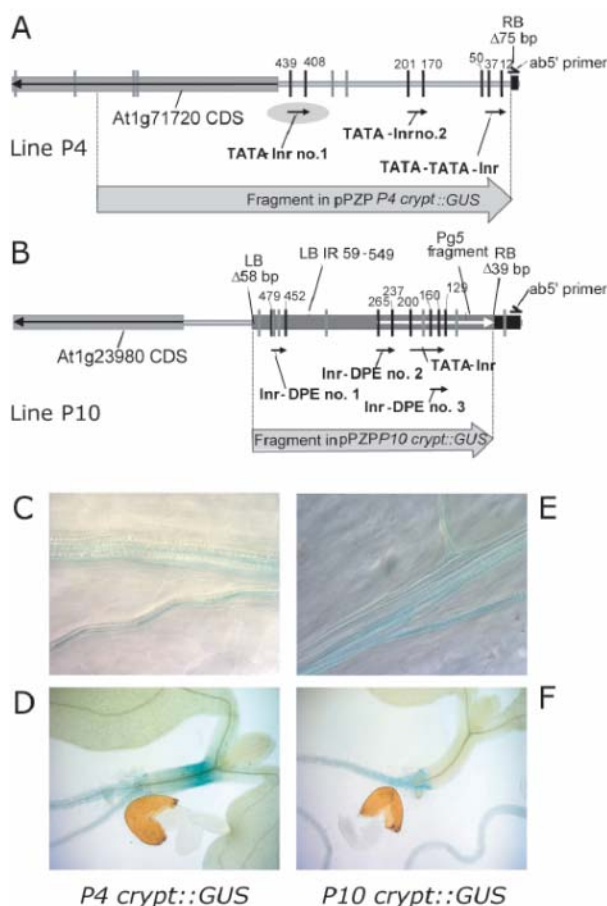 A
RB
Δ75 bp
439 408 201 170 50 37 12
ab5' primer
At1g71720 CDS
TATA-Inr no.1
TATA -Inr no.2
TATA-TATA-Inr
Line P4
Fragment in pPZP P4 crypt::GUS
B
LB
Δ58 bp
LB IR 59-549
Pg5
fragment
RB
Δ39 bp
479 452 265 237 200 160 129
ab5' primer
At1g23980 CDS
Inr-DPE no. 1
Inr-DPE no. 2
TATA-Inr
Inr-DPE no. 3
Line P10
Fragment in pPZP P10 crypt::GUS
C
E
D
F
P4 crypt::GUS
P10 crypt::GUS